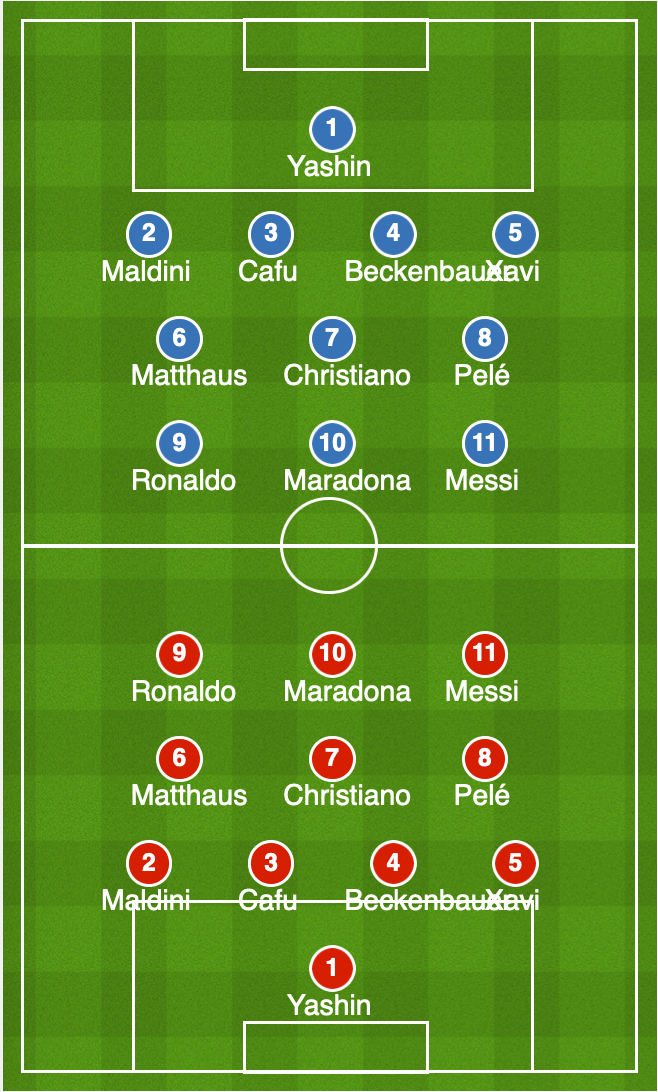 1
Yashin
2 3 4 5
Maldini Cafu Beckenbauer Xavi
6 7 8
Matthaus Christiano Pelé
9 10 11
Ronaldo Maradona Messi
9 10 11
Ronaldo Maradona Messi
6 7 8
Matthaus Christiano Pelé
2 3 4 5
Maldini Cafu Beckenbauer Xavi
1
Yashin